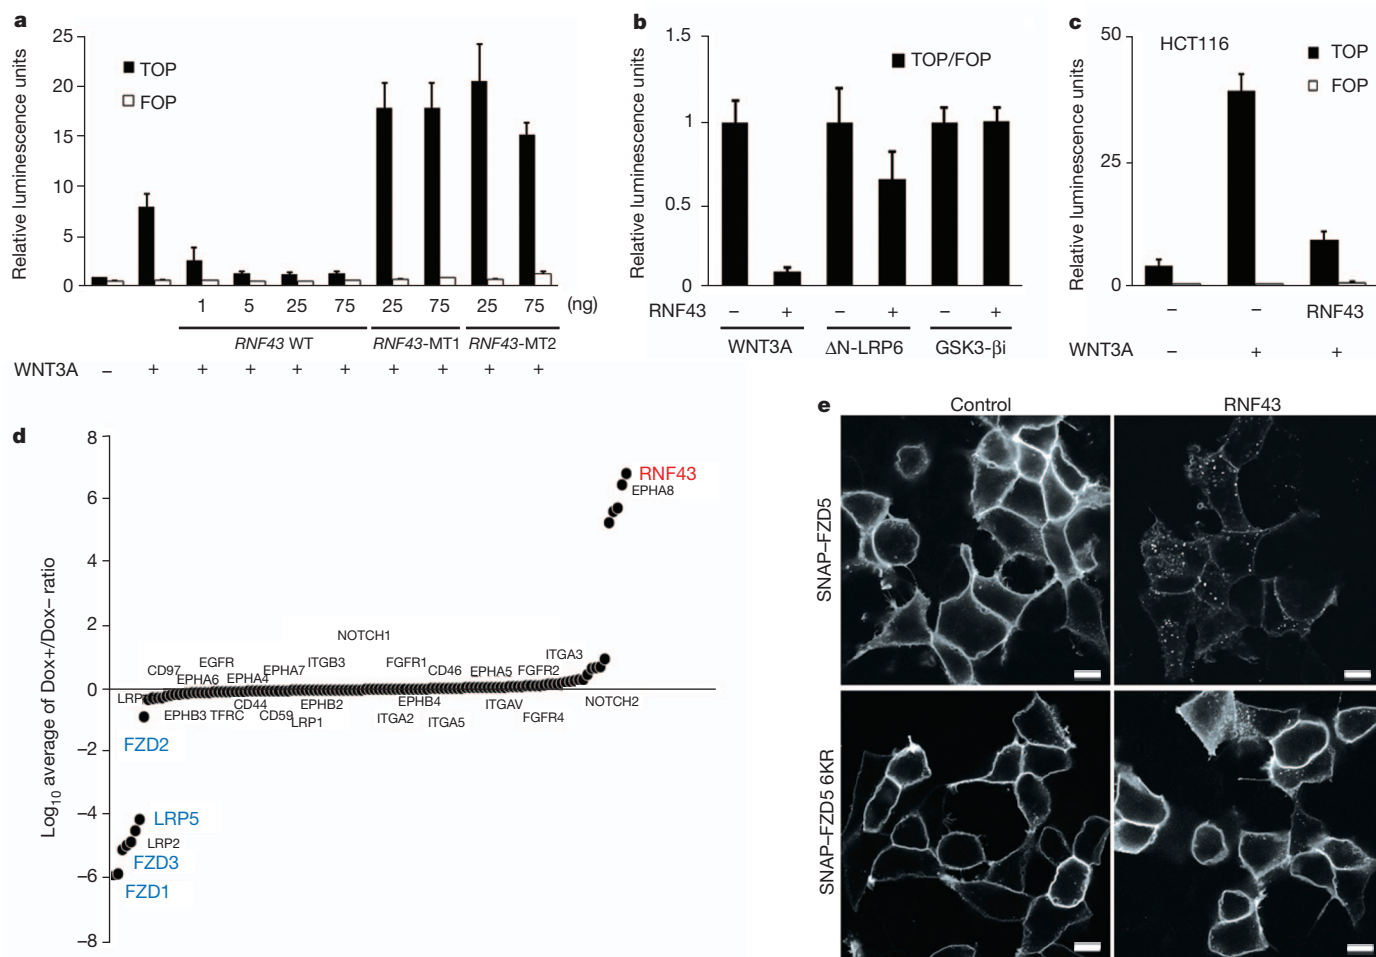 a
Relative luminescence units
25
20
15
10
5
0
TOP
FOP
1 5 25 75 25 75 25 75 (ng)
RNF43 WT RNF43-MT1 RNF43-MT2
WNT3A – + + + + + + + + +
b
Relative luminescence units
1.5
1
0.5
0
TOP/FOP
RNF43 – + – + – +
WNT3A ΔN-LRP6 GSK3-βi
c
Relative luminescence units
50
25
0
HCT116
TOP
FOP
– – RNF43
WNT3A – + +
d
Log10 average of Dox+/Dox– ratio
8
6
4
2
0
–2
–4
–6
–8
RNF43
EPHA8
NOTCH1
ITGA3
EGFR
ITGB3
FGFR1
CD97
EPHA7
CD46
EPHA5
FGFR2
EPHA6
EPHA4
LRP
CD44
EPHB2
EPHB4
ITGAV
NOTCH2
EPHB3
TFRC
CD59
LRP1
ITGA2
ITGA5
FGFR4
FZD2
LRP5
LRP2
FZD3
FZD1
e
Control RNF43
SNAP–FZD5
SNAP–FZD5 6KR